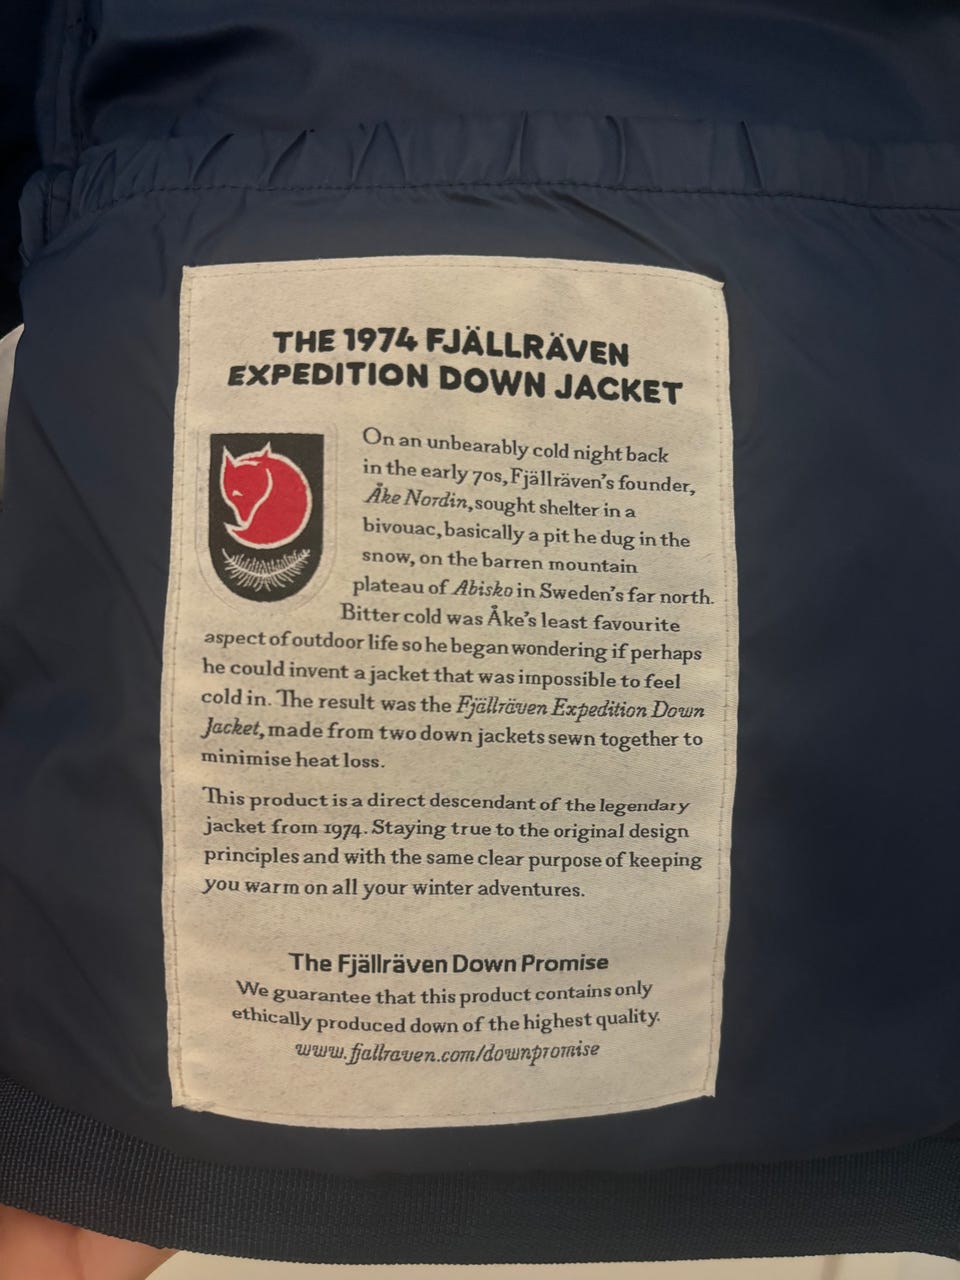 THE 1974 FJÄLLRÄVEN
EXPEDITION DOWN JACKET
On an unbearably cold night back
in the early 70s, Fjällräven's founder,
Åke Nordin, sought shelter in a
bivouac, basically a pit he dug in the
snow, on the barren mountain
plateau of Abisko in Sweden's far north.
Bitter cold was Åke's least favourite
aspect of outdoor life so he began wondering if perhaps
he could invent a jacket that was impossible to feel
cold in. The result was the Fjällräven Expedition Down
Jacket, made from two down jackets sewn together to
minimise heat loss.
This product is a direct descendant of the legendary
jacket from 1974. Staying true to the original design
principles and with the same clear purpose of keeping
you warm on all your winter adventures.
The Fjällräven Down Promise
We guarantee that this product contains only
ethically produced down of the highest quality.
www.fjallraven.com/downpromise